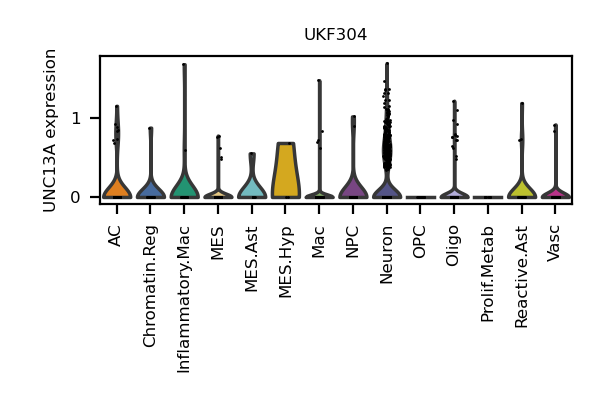 UKF304
UNC13A expression
1
0
AC
Chromatin.Reg
Inflammatory.Mac
MES
MES.Ast
MES.Hyp
Mac
NPC
Neuron
OPC
Oligo
Prolif.Metab
Reactive.Ast
Vasc